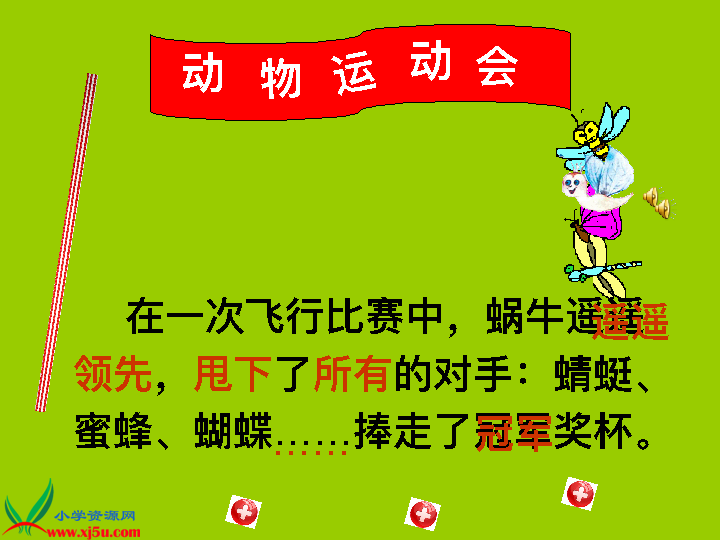 动物运动会
在一次飞行比赛中，蜗牛遥遥
领先，甩下了所有的对手：蜻蜓、
蜜蜂、蝴蝶……捧走了冠军奖杯。
小学资源网
www.xj5u.com